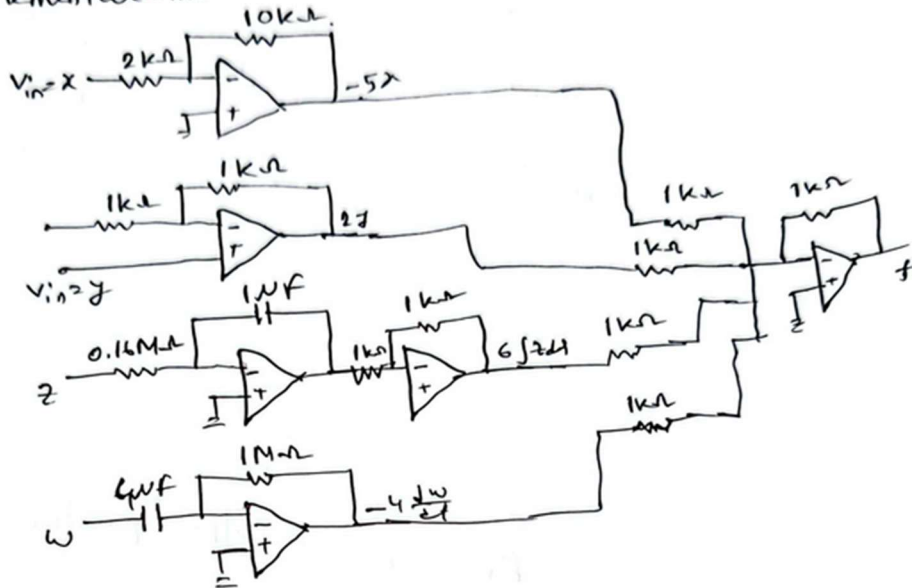 10kΩ
2kΩ
Vin=x
-
+
-5x
1kΩ
1kΩ
-
+
2y
Vin=y
1kΩ
1kΩ
1kΩ
-
+
f
1μF
0.16MΩ
Z
-
+
1kΩ
1kΩ
-
+
6∫zdt
1kΩ
1kΩ
1MΩ
4μF
ω
-
+
-4 dw/dt